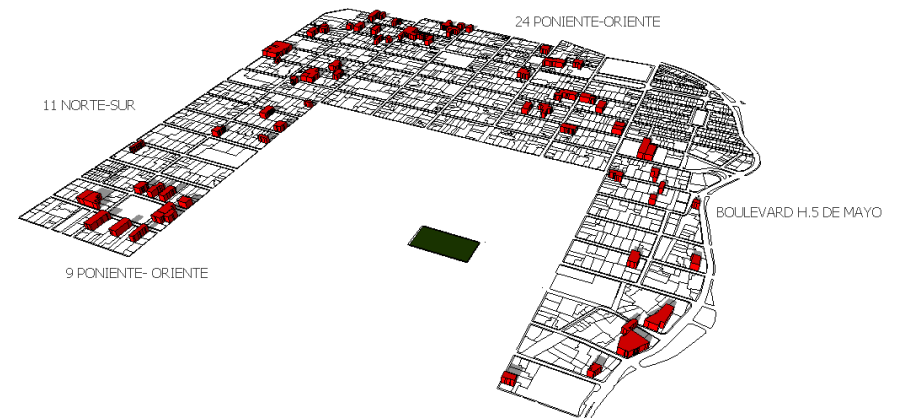 24 PONIENTE-ORIENTE
11 NORTE-SUR
BOULEVARD H.5 DE MAYO
9 PONIENTE- ORIENTE